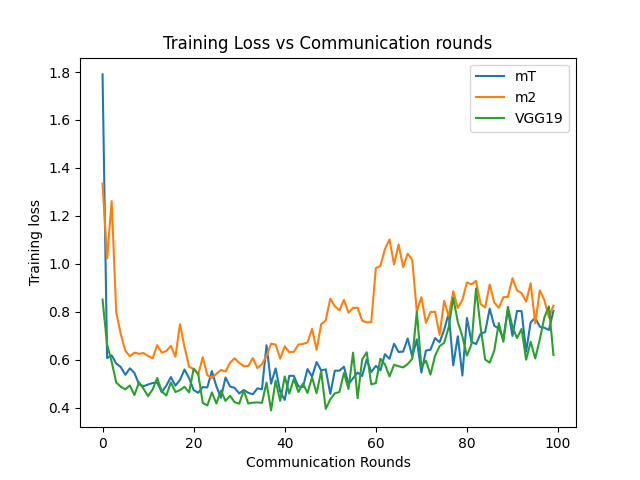 Training Loss vs Communication rounds
mT
m2
VGG19
Training loss
1.8
1.6
1.4
1.2
1.0
0.8
0.6
0.4
0 20 40 60 80 100
Communication Rounds